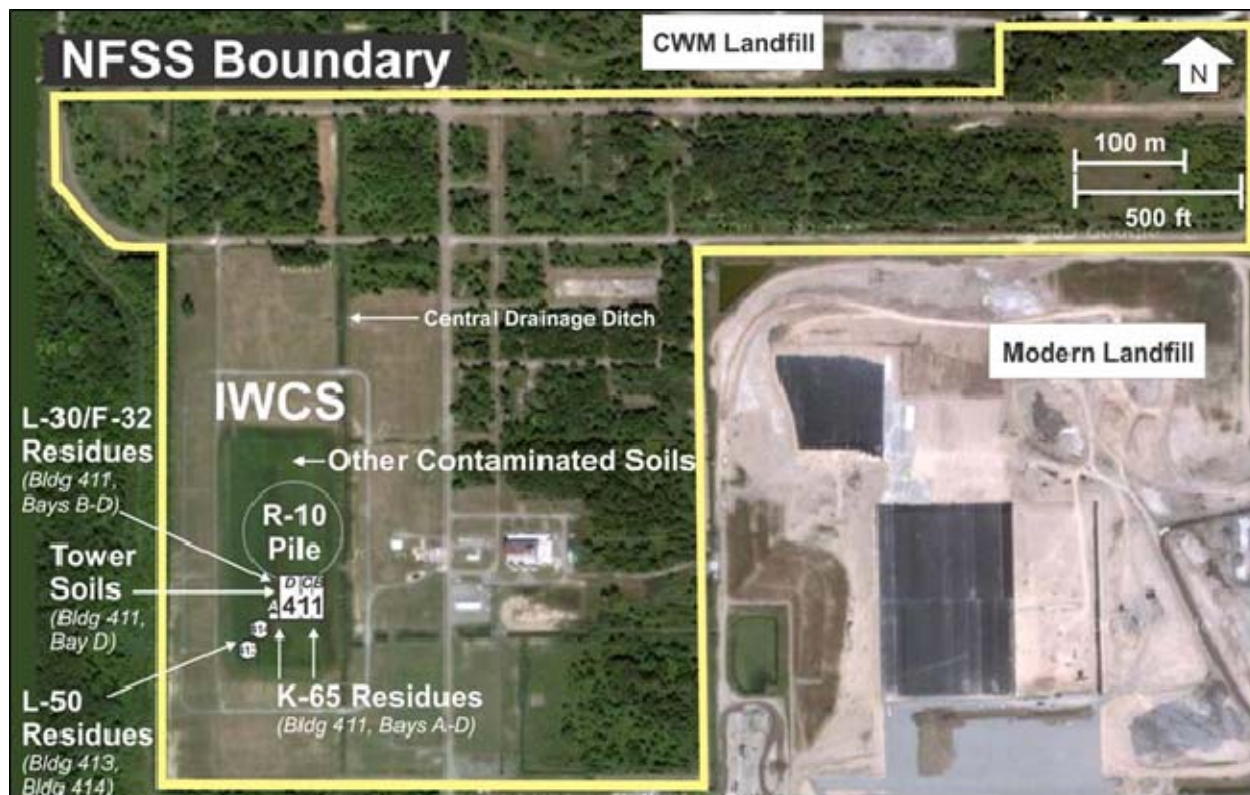 NFSS Boundary
CWM Landfill
N
100 m
500 ft
Central Drainage Ditch
Modern Landfill
IWCS
L-30/F-32
Residues
(Bldg 411,
Bays B-D)
Other Contaminated Soils
R-10
Pile
Tower
Soils
(Bldg 411,
Bay D)
D CB
A 411
L-50
Residues
(Bldg 413,
Bldg 414)
K-65 Residues
(Bldg 411, Bays A-D)